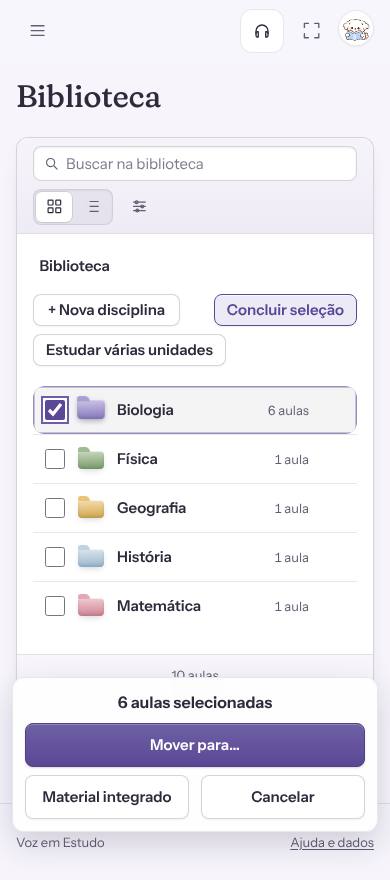 Biblioteca
Buscar na biblioteca
Biblioteca
+ Nova disciplina
Concluir seleção
Estudar várias unidades
Biologia 6 aulas
Física 1 aula
Geografia 1 aula
História 1 aula
Matemática 1 aula
10 aulas
6 aulas selecionadas
Mover para...
Material integrado
Cancelar
Voz em Estudo
Ajuda e dados